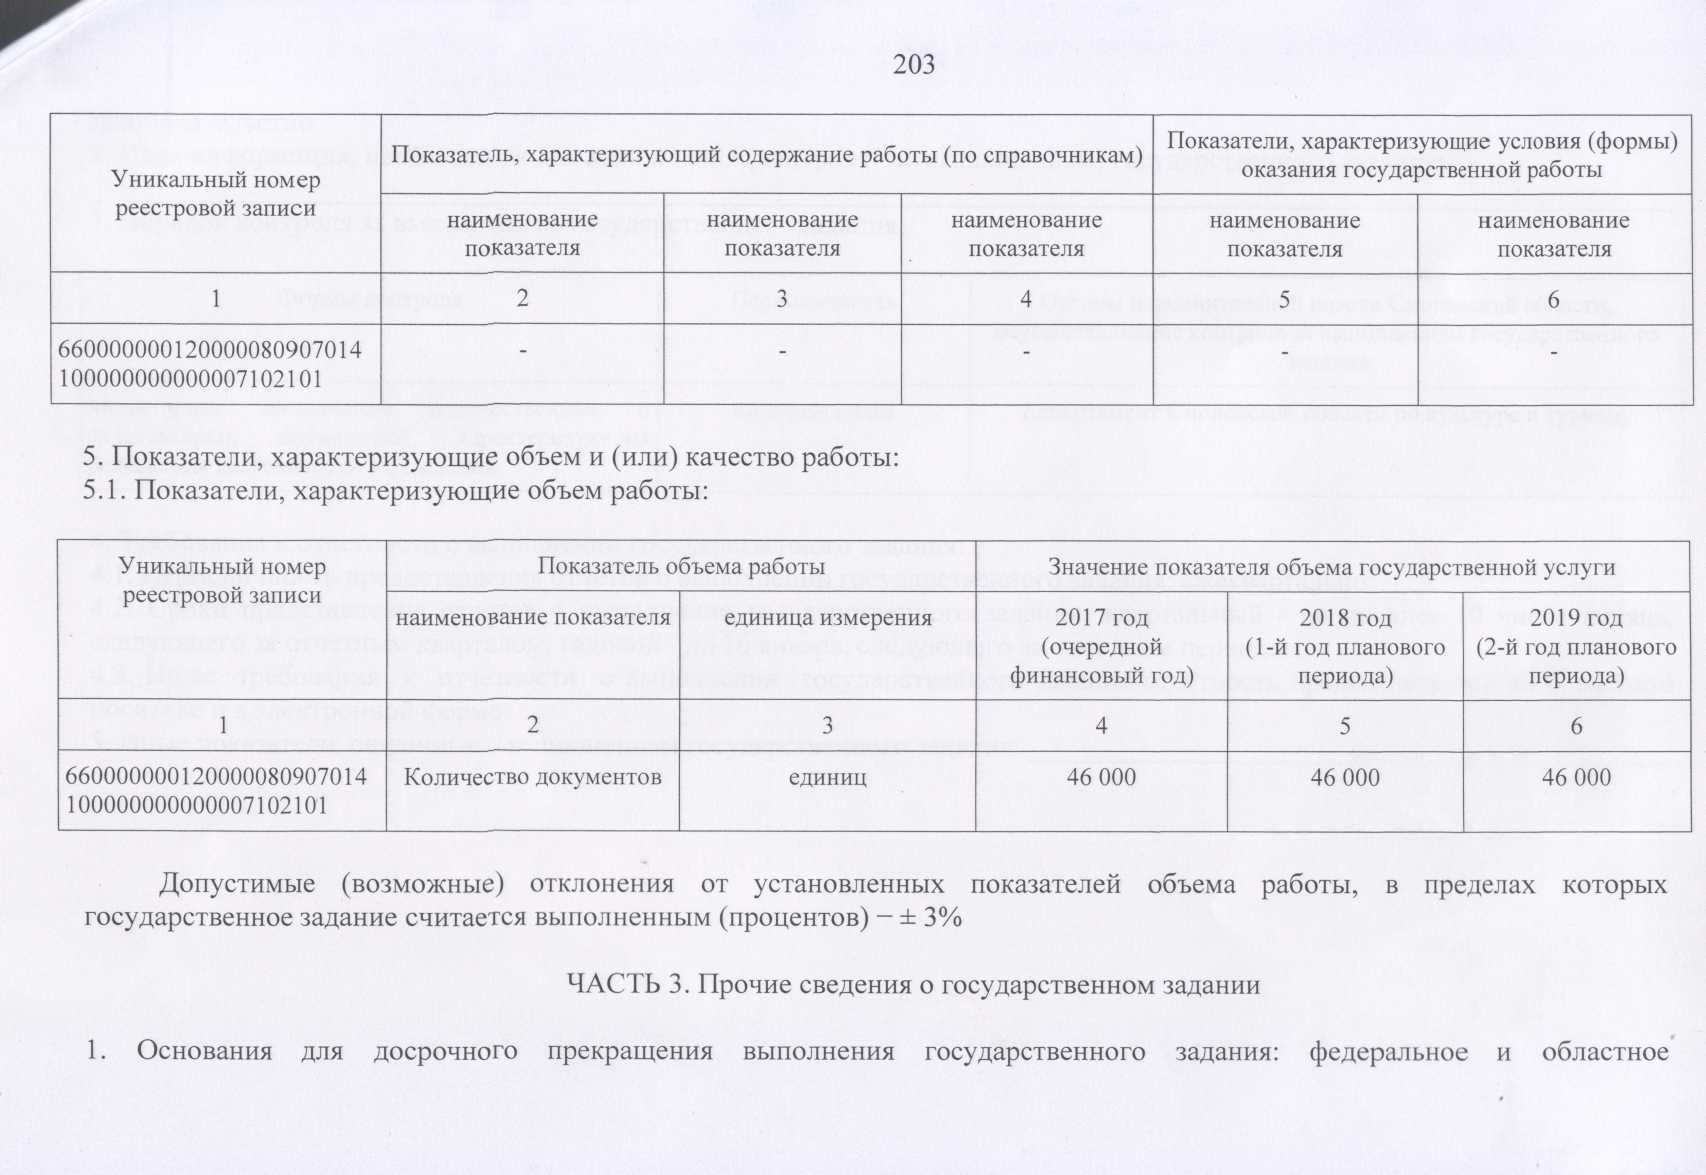 203
Уникальный номер
реестровой записи
Показатель, характеризующий содержание работы (по справочникам)
Показатели, характеризующие условия (формы)
оказания государственной работы
наименование
показателя
наименование
показателя
наименование
показателя
наименование
показателя
наименование
показателя
1 2 3 4 5 6
660000000120000080907014
100000000000007102101
- - - - -
5. Показатели, характеризующие объем и (или) качество работы:
5.1. Показатели, характеризующие объем работы:
Уникальный номер
реестровой записи
Показатель объема работы
Значение показателя объема государственной услуги
наименование показателя
единица измерения
2017 год
(очередной
финансовый год)
2018 год
(1-й год планового
периода)
2019 год
(2-й год планового
периода)
1 2 3 4 5 6
660000000120000080907014
100000000000007102101
Количество документов
единиц
46 000
46 000
46 000
Допустимые (возможные) отклонения от установленных показателей объема работы, в пределах которых
государственное задание считается выполненным (процентов) − ± 3%
ЧАСТЬ 3. Прочие сведения о государственном задании
1. Основания для досрочного прекращения выполнения государственного задания: федеральное и областное